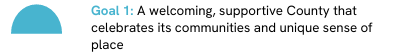 Goal 1: A welcoming, supportive County that
celebrates its communities and unique sense of
place